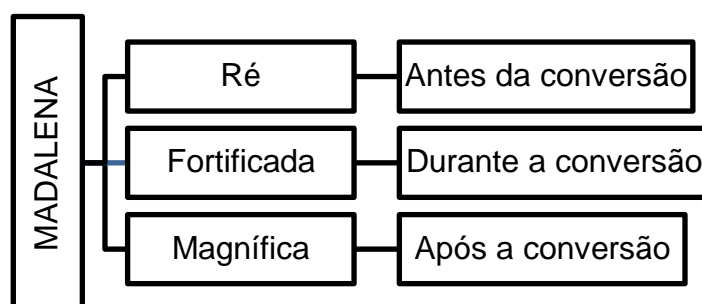 MADALENA
Ré
Antes da conversão
Fortificada
Durante a conversão
Magnífica
Após a conversão